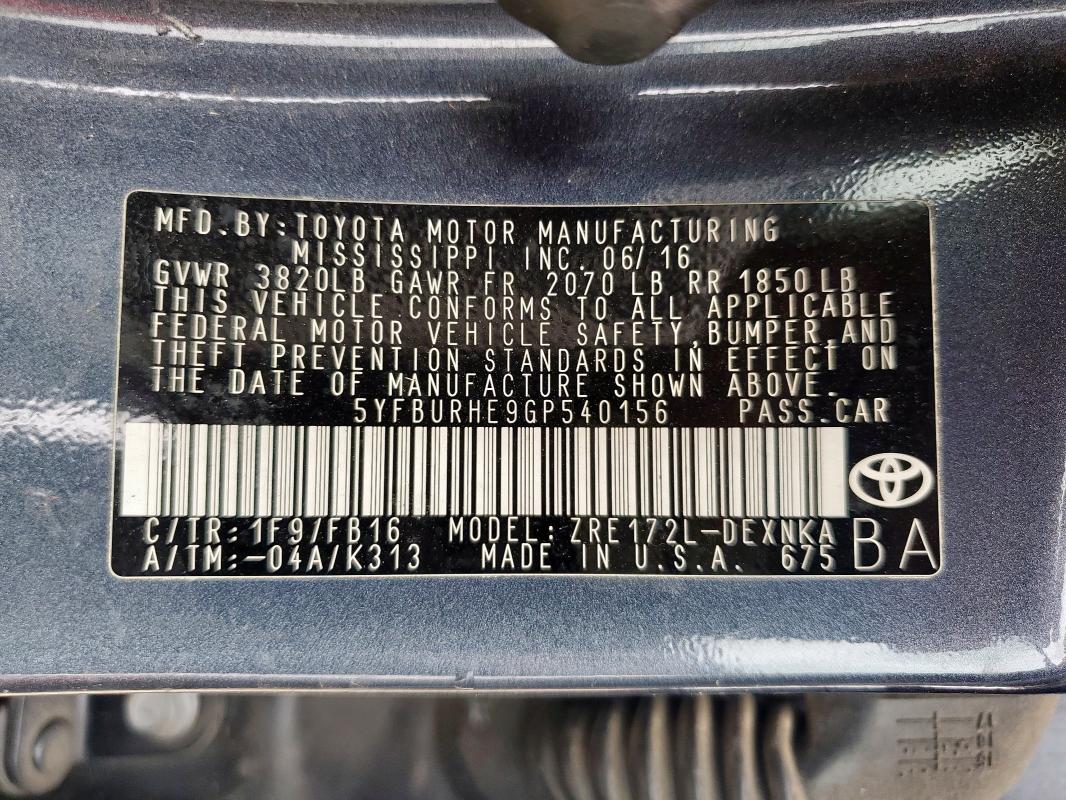 MFD.BY:TOYOTA MOTOR MANUFACTURING
MISSISSIPPI INC. 06/16
GVWR 3820LB GAWR FR 2070 LB RR 1850 LB
THIS VEHICLE CONFORMS TO ALL APPLICABLE
FEDERAL MOTOR VEHICLE SAFETY, BUMPER, AND
THEFT PREVENTION STANDARDS IN EFFECT ON
THE DATE OF MANUFACTURE SHOWN ABOVE.
5YFBURHE9GP540156 PASS.CAR
C/TR:1F9/FB16 MODEL:ZRE172L-DEXNKA
A/TM:-04A/K313 MADE IN U.S.A. 675 BA